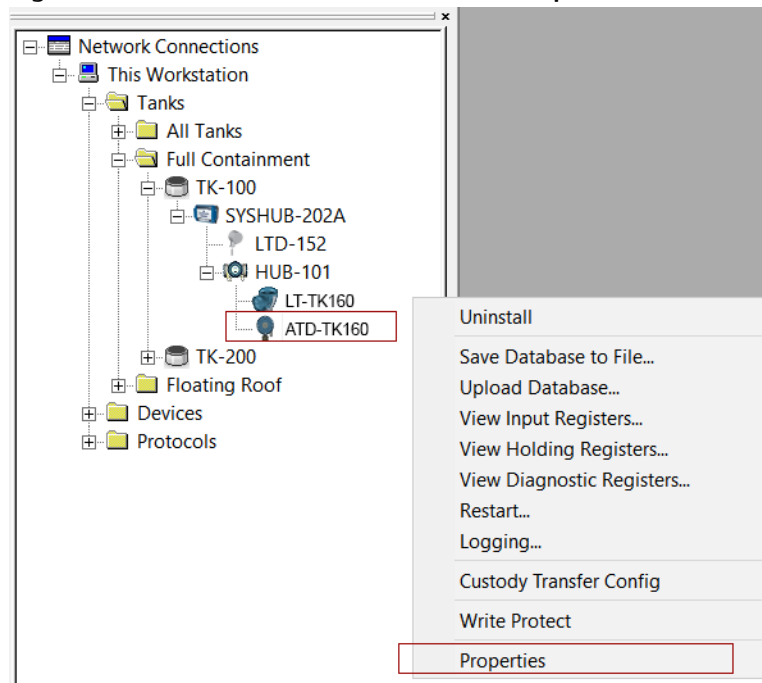 Network Connections
This Workstation
Tanks
All Tanks
Full Containment
TK-100
SYSHUB-202A
LTD-152
HUB-101
LT-TK160
ATD-TK160
TK-200
Floating Roof
Devices
Protocols
Uninstall
Save Database to File...
Upload Database...
View Input Registers...
View Holding Registers...
View Diagnostic Registers...
Restart...
Logging...
Custody Transfer Config
Write Protect
Properties